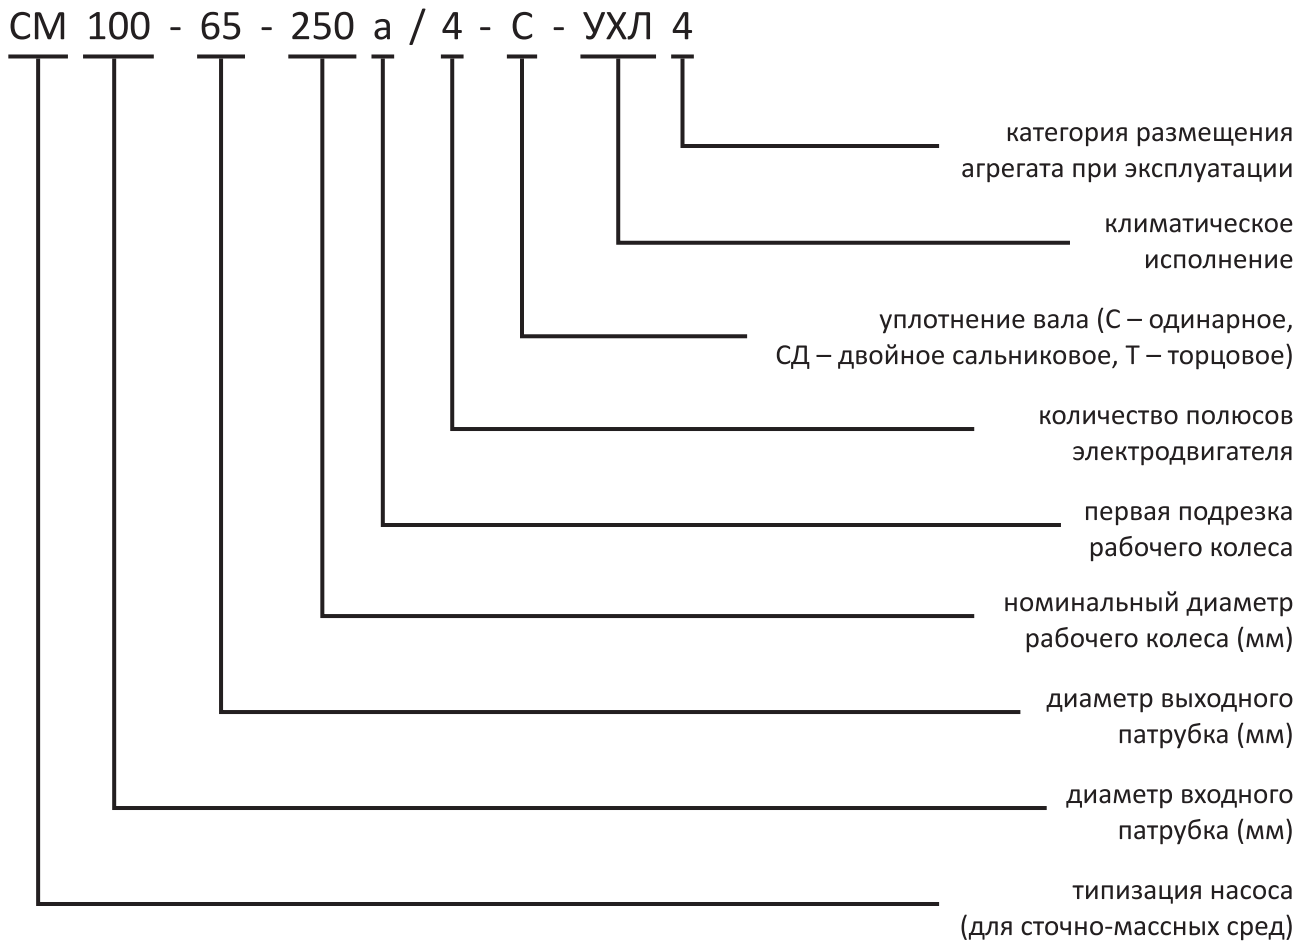 СМ 100 - 65 - 250 а / 4 - С - УХЛ 4
категория размещения
агрегата при эксплуатации
климатическое
исполнение
уплотнение вала (С – одинарное,
СД – двойное сальниковое, Т – торцовое)
количество полюсов
электродвигателя
первая подрезка
рабочего колеса
номинальный диаметр
рабочего колеса (мм)
диаметр выходного
патрубка (мм)
диаметр входного
патрубка (мм)
типизация насоса
(для сточно-массных сред)